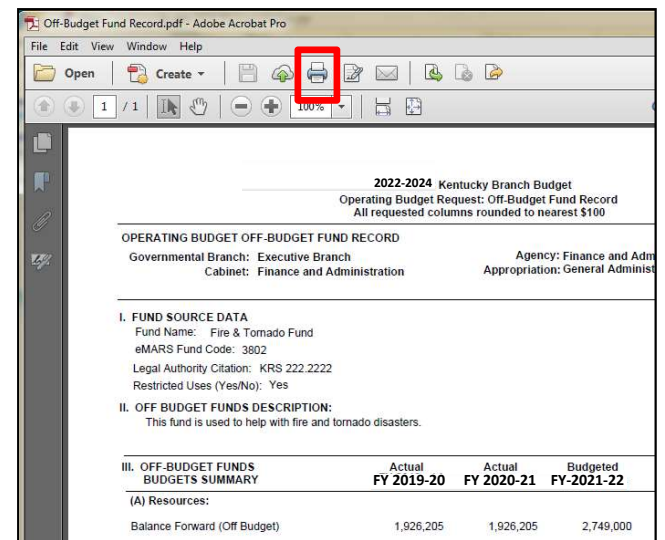 Off-Budget Fund Record.pdf - Adobe Acrobat Pro
File Edit View Window Help
Open Create
1 / 1 100%
2022-2024 Kentucky Branch Budget
Operating Budget Request: Off-Budget Fund Record
All requested columns rounded to nearest $100
OPERATING BUDGET OFF-BUDGET FUND RECORD
Governmental Branch: Executive Branch Agency: Finance and Adm
Cabinet: Finance and Administration Appropriation: General Administ
I. FUND SOURCE DATA
Fund Name: Fire & Tornado Fund
eMARS Fund Code: 3802
Legal Authority Citation: KRS 222.2222
Restricted Uses (Yes/No): Yes
II. OFF BUDGET FUNDS DESCRIPTION:
This fund is used to help with fire and tornado disasters.
III. OFF-BUDGET FUNDS Actual Actual Budgeted
BUDGETS SUMMARY FY 2019-20 FY 2020-21 FY-2021-22
(A) Resources:
Balance Forward (Off Budget) 1,926,205 1,926,205 2,749,000